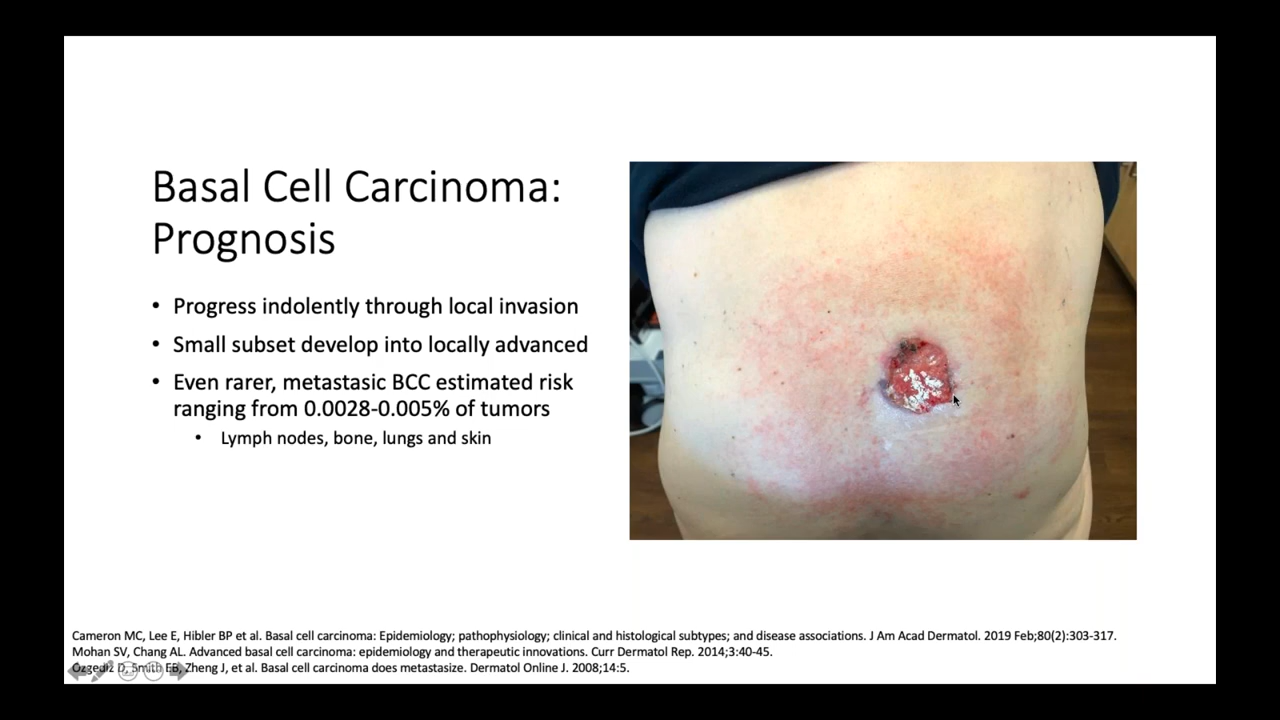 Basal Cell Carcinoma:
Prognosis
• Progress indolently through local invasion
• Small subset develop into locally advanced
• Even rarer, metastasic BCC estimated risk
ranging from 0.0028-0.005% of tumors
• Lymph nodes, bone, lungs and skin
Cameron MC, Lee E, Hibler BP et al. Basal cell carcinoma: Epidemiology; pathophysiology; clinical and histological subtypes; and disease associations. J Am Acad Dermatol. 2019 Feb;80(2):303-317.
Mohan SV, Chang AL. Advanced basal cell carcinoma: epidemiology and therapeutic innovations. Curr Dermatol Rep. 2014;3:40-45.
Ozgediz D, Smith EB, Zheng J, et al. Basal cell carcinoma does metastasize. Dermatol Online J. 2008;14:5.